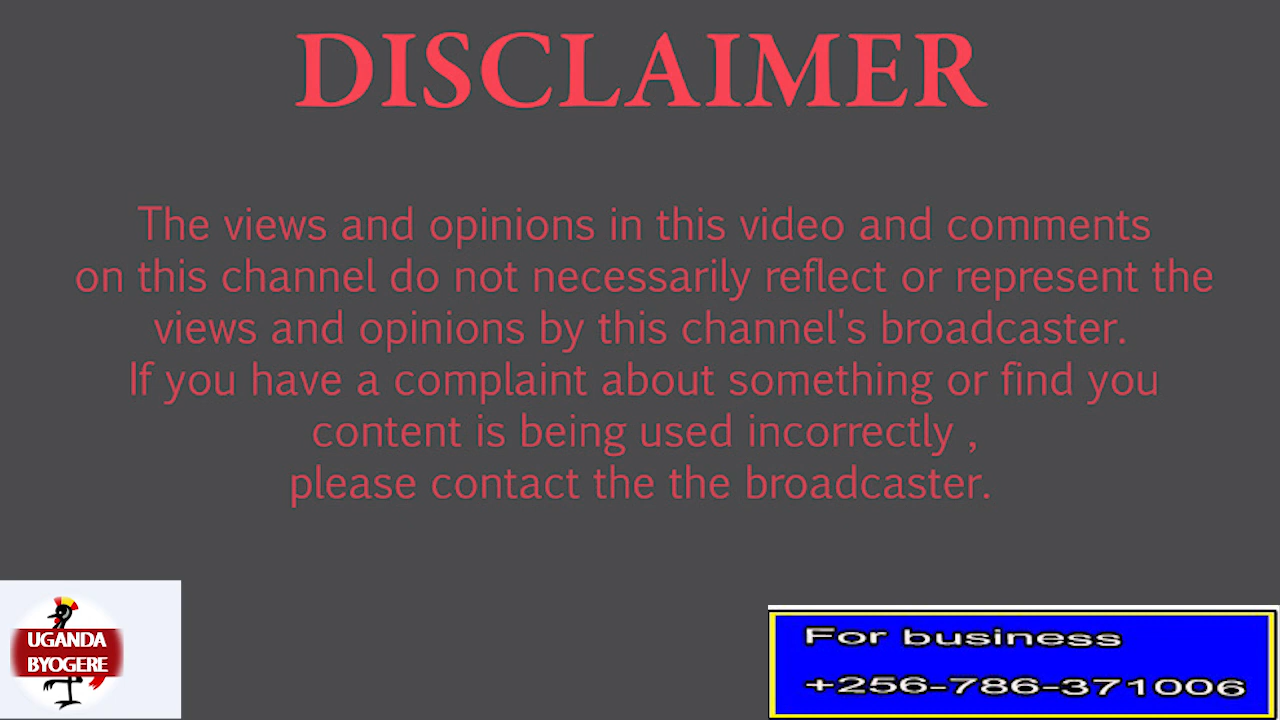 DISCLAIMER
The views and opinions in this video and comments
on this channel do not necessarily reflect or represent the
views and opinions by this channel's broadcaster.
If you have a complaint about something or find you
content is being used incorrectly ,
please contact the the broadcaster.
UGANDA
BYOGERE
For business
+256-786-371006